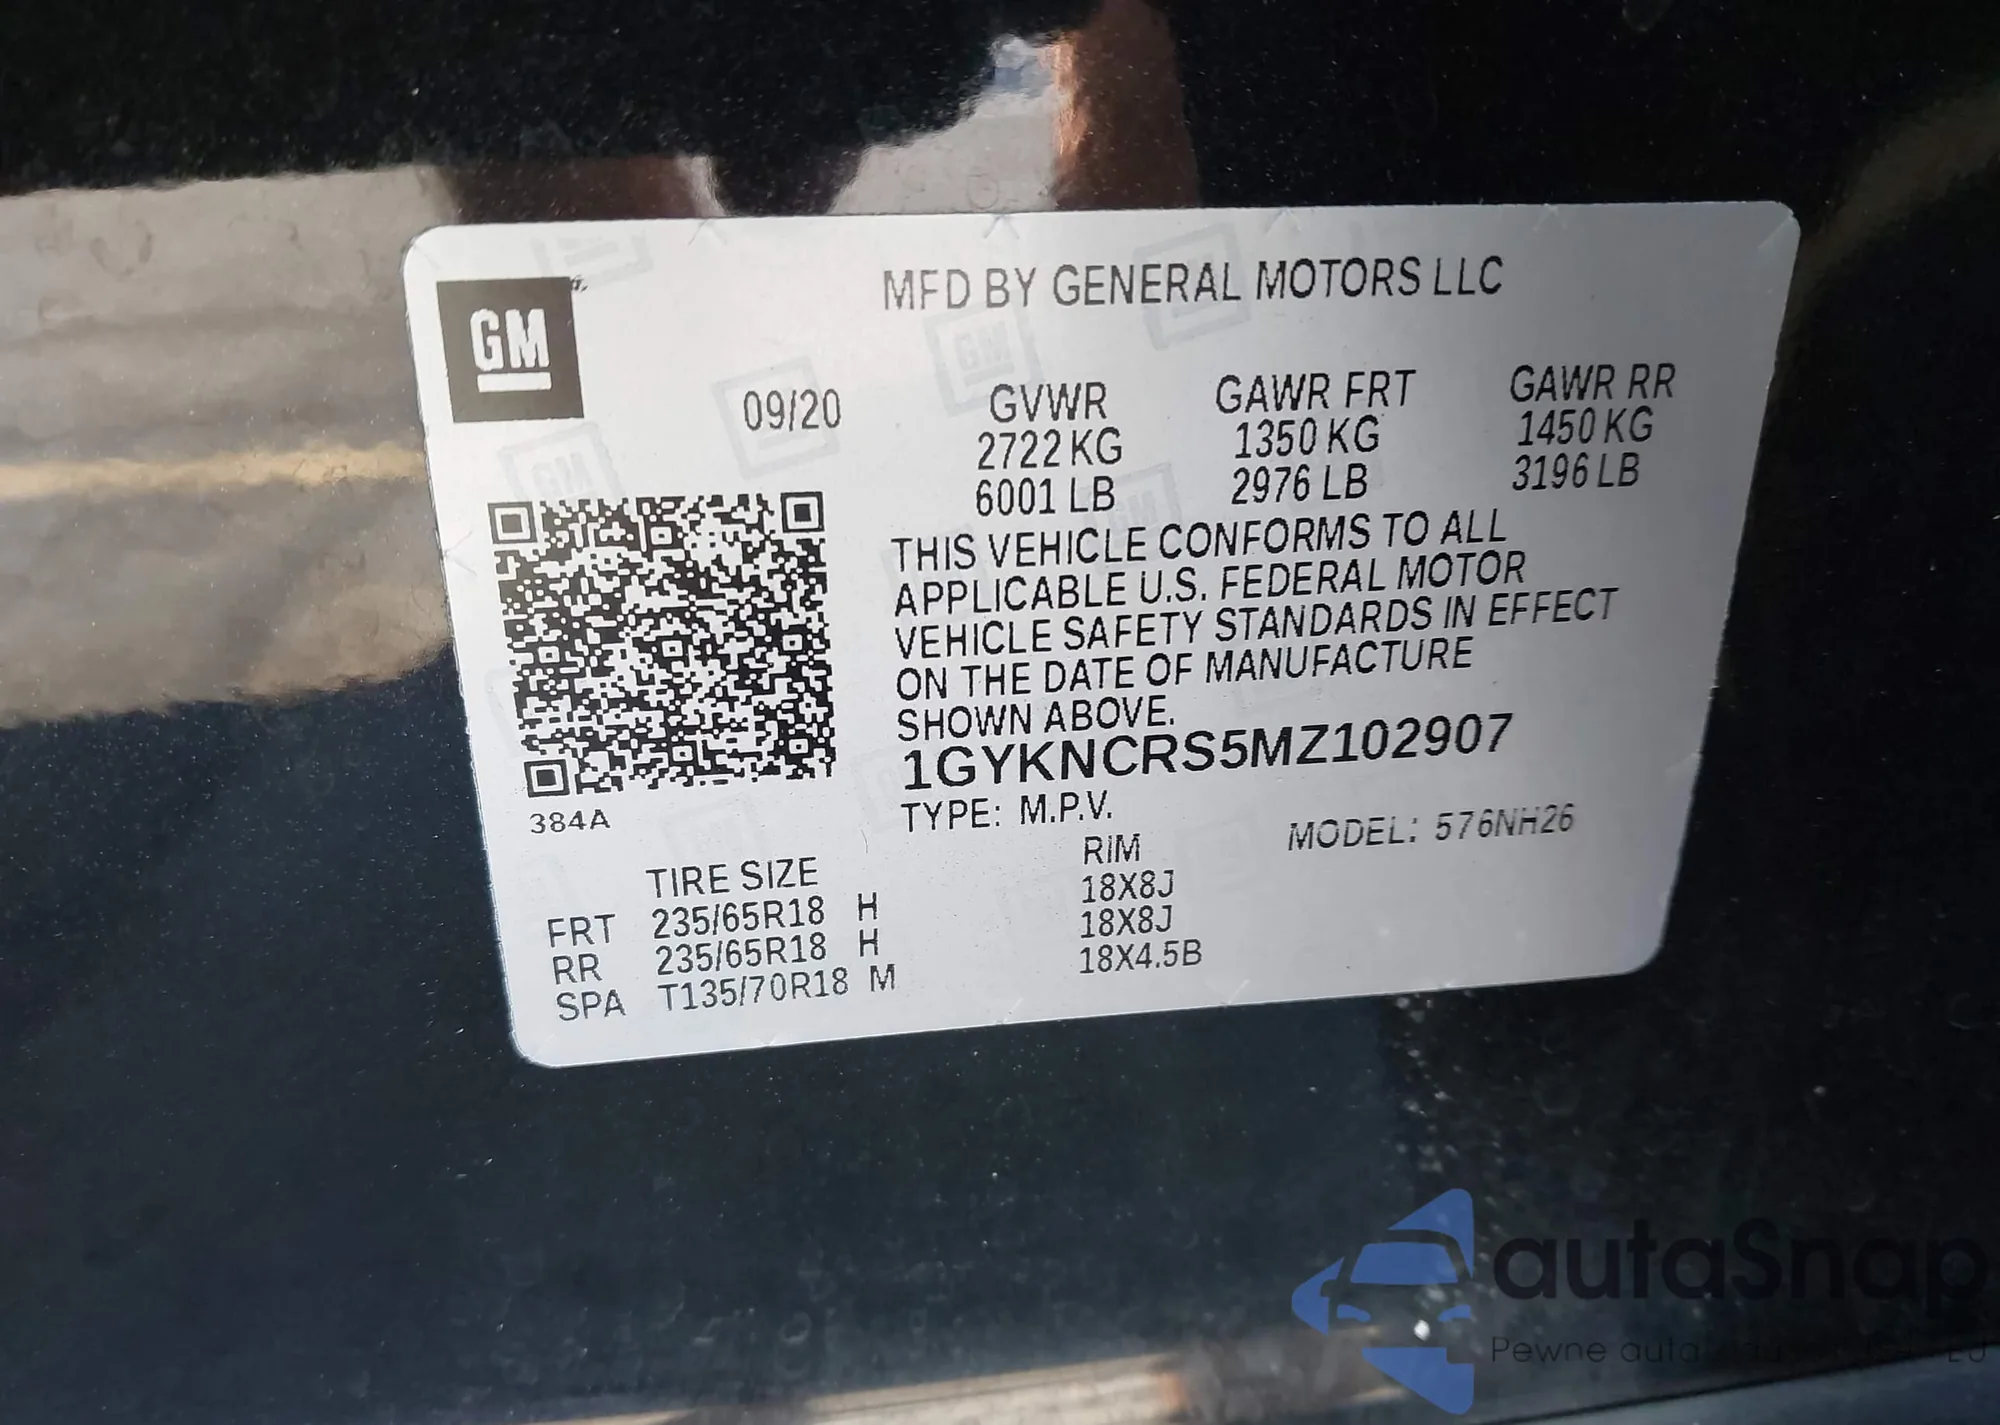 GM
MFD BY GENERAL MOTORS LLC
09/20
GVWR GAWR FRT GAWR RR
2722 KG 1350 KG 1450 KG
6001 LB 2976 LB 3196 LB
THIS VEHICLE CONFORMS TO ALL
APPLICABLE U.S. FEDERAL MOTOR
VEHICLE SAFETY STANDARDS IN EFFECT
ON THE DATE OF MANUFACTURE
SHOWN ABOVE.
1GYKNCRS5MZ102907
384A
TYPE: M.P.V. MODEL: 576NH26
TIRE SIZE RIM
FRT 235/65R18 H 18X8J
RR 235/65R18 H 18X8J
SPA T135/70R18 M 18X4.5B
autaSnap
Pewne auta